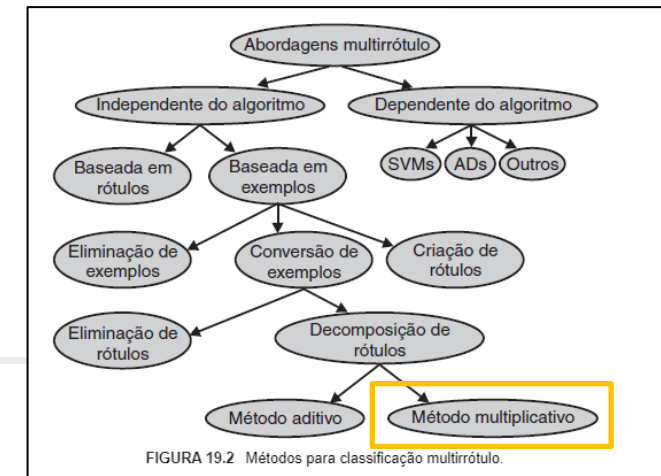 Abordagens multirrótulo
Independente do algoritmo
Dependente do algoritmo
Baseada em
rótulos
Baseada em
exemplos
SVMs
ADs
Outros
Eliminação de
exemplos
Conversão de
exemplos
Criação de
rótulos
Eliminação de
rótulos
Decomposição de
rótulos
Método aditivo
Método multiplicativo
FIGURA 19.2 Métodos para classificação multirrótulo.